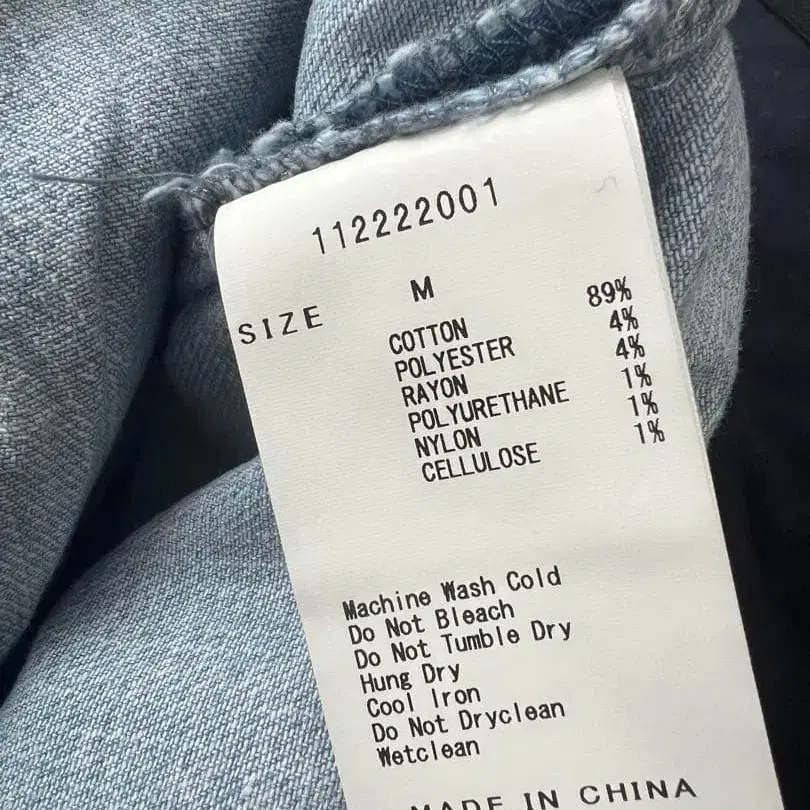 112222001
SIZE M
COTTON 89%
POLYESTER 4%
RAYON 4%
POLYURETHANE 1%
NYLON 1%
CELLULOSE 1%
Machine Wash Cold
Do Not Bleach
Do Not Tumble Dry
Hung Dry
Cool Iron
Do Not Dryclean
Wetclean
MADE IN CHINA